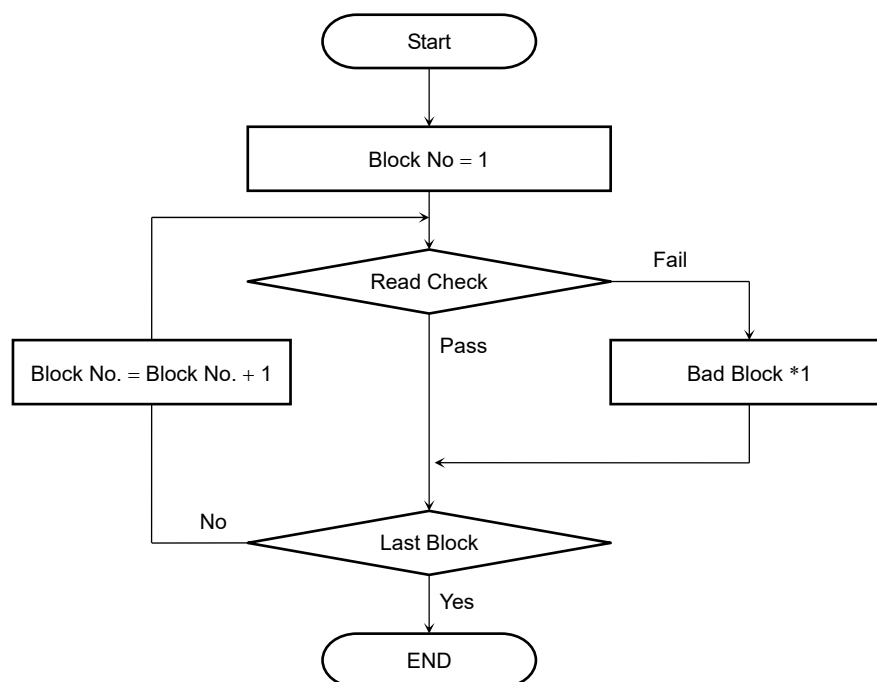 Start
Block No = 1
Read Check
Fail
Pass
Block No. = Block No. + 1
Bad Block *1
No
Last Block
Yes
END